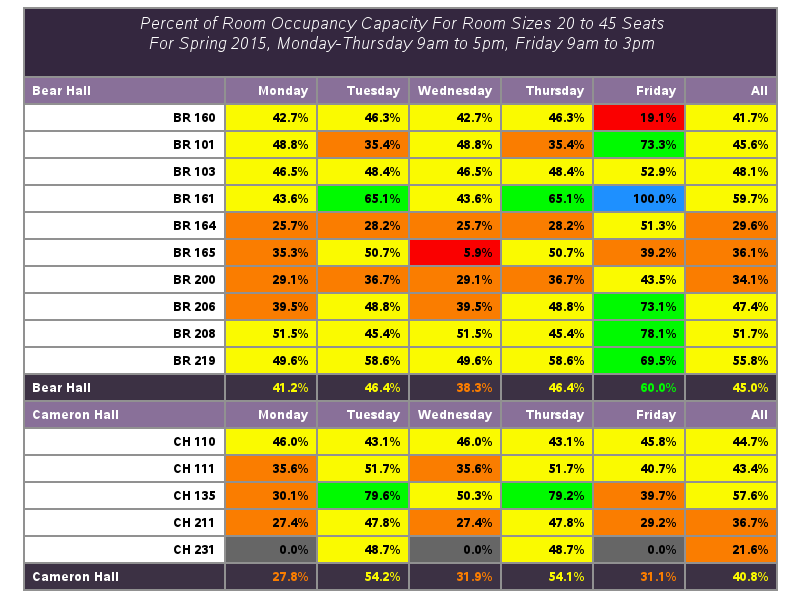 Percent of Room Occupancy Capacity For Room Sizes 20 to 45 Seats
For Spring 2015, Monday-Thursday 9am to 5pm, Friday 9am to 3pm
Bear Hall Monday Tuesday Wednesday Thursday Friday All
BR 160 42.7% 46.3% 42.7% 46.3% 19.1% 41.7%
BR 101 48.8% 35.4% 48.8% 35.4% 73.3% 45.6%
BR 103 46.5% 48.4% 46.5% 48.4% 52.9% 48.1%
BR 161 43.6% 65.1% 43.6% 65.1% 100.0% 59.7%
BR 164 25.7% 28.2% 25.7% 28.2% 51.3% 29.6%
BR 165 35.3% 50.7% 5.9% 50.7% 39.2% 36.1%
BR 200 29.1% 36.7% 29.1% 36.7% 43.5% 34.1%
BR 206 39.5% 48.8% 39.5% 48.8% 73.1% 47.4%
BR 208 51.5% 45.4% 51.5% 45.4% 78.1% 51.7%
BR 219 49.6% 58.6% 49.6% 58.6% 69.5% 55.8%
Bear Hall 41.2% 46.4% 38.3% 46.4% 60.0% 45.0%
Cameron Hall Monday Tuesday Wednesday Thursday Friday All
CH 110 46.0% 43.1% 46.0% 43.1% 45.8% 44.7%
CH 111 35.6% 51.7% 35.6% 51.7% 40.7% 43.4%
CH 135 30.1% 79.6% 50.3% 79.2% 39.7% 57.6%
CH 211 27.4% 47.8% 27.4% 47.8% 29.2% 36.7%
CH 231 0.0% 48.7% 0.0% 48.7% 0.0% 21.6%
Cameron Hall 27.8% 54.2% 31.9% 54.1% 31.1% 40.8%